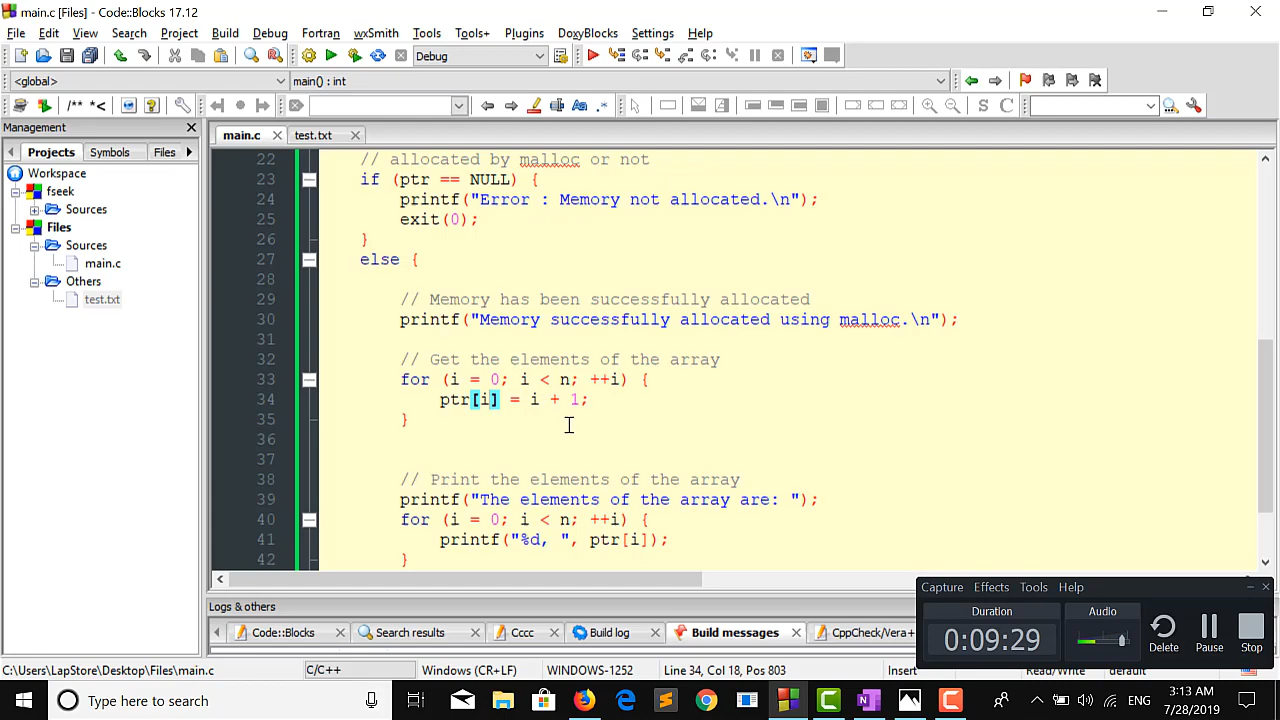 main.c [Files] - Code::Blocks 17.12
File Edit View Search Project Build Debug Fortran wxSmith Tools Tools+ Plugins DoxyBlocks Settings Help
Debug
<global> main() : int
/** *<
Management
main.c test.txt
Projects Symbols Files
Workspace
fseek
Sources
Files
Sources
main.c
Others
test.txt
22 // allocated by malloc or not
23 if (ptr == NULL) {
24 printf("Error : Memory not allocated.\n");
25 exit(0);
26 }
27 else {
28
29 // Memory has been successfully allocated
30 printf("Memory successfully allocated using malloc.\n");
31
32 // Get the elements of the array
33 for (i = 0; i < n; ++i) {
34 ptr[i] = i + 1;
35 }
36
37
38 // Print the elements of the array
39 printf("The elements of the array are: ");
40 for (i = 0; i < n; ++i) {
41 printf("%d, ", ptr[i]);
42 }
Logs & others
Code::Blocks Search results Cccc Build log Build messages CppCheck/Vera+
Capture Effects Tools Help
Duration Audio
0:09:29
Delete Pause Stop
C:\Users\LapStore\Desktop\Files\main.c C/C++ Windows (CR+LF) WINDOWS-1252 Line 34, Col 18, Pos 803 Insert Read/Write default
Type here to search
ENG
3:13 AM
7/28/2019